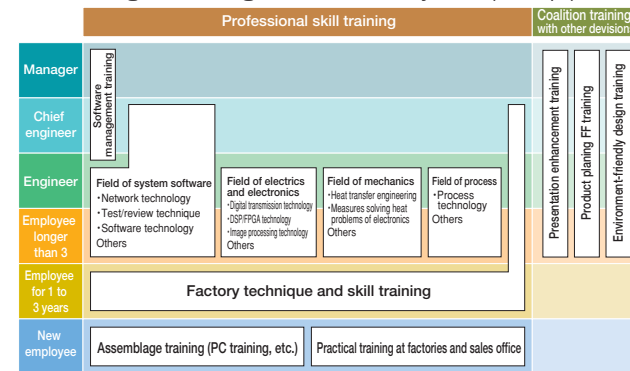 Professional skill training
Coalition training
with other devision
Manager
Chief
engineer
Engineer
Employee
longer
than 3
Employee
for 1 to
3 years
New
employee
Software
management training
Field of system software
・Network technology
・Test/review technique
・Software technology
Others
Field of electrics
and electronics
・Digital transmission technology
・DSP/FPGA technology
・Image processing technology
Others
Field of mechanics
・Heat transfer engineering
・Measures solving heat
problems of electronics
Others
Field of process
・Process
technology
Others
Presentation enhancement training
Product planing FF training
Environment-friendly design training
Factory technique and skill training
Assemblage training (PC training, etc.)
Practical training at factories and sales office